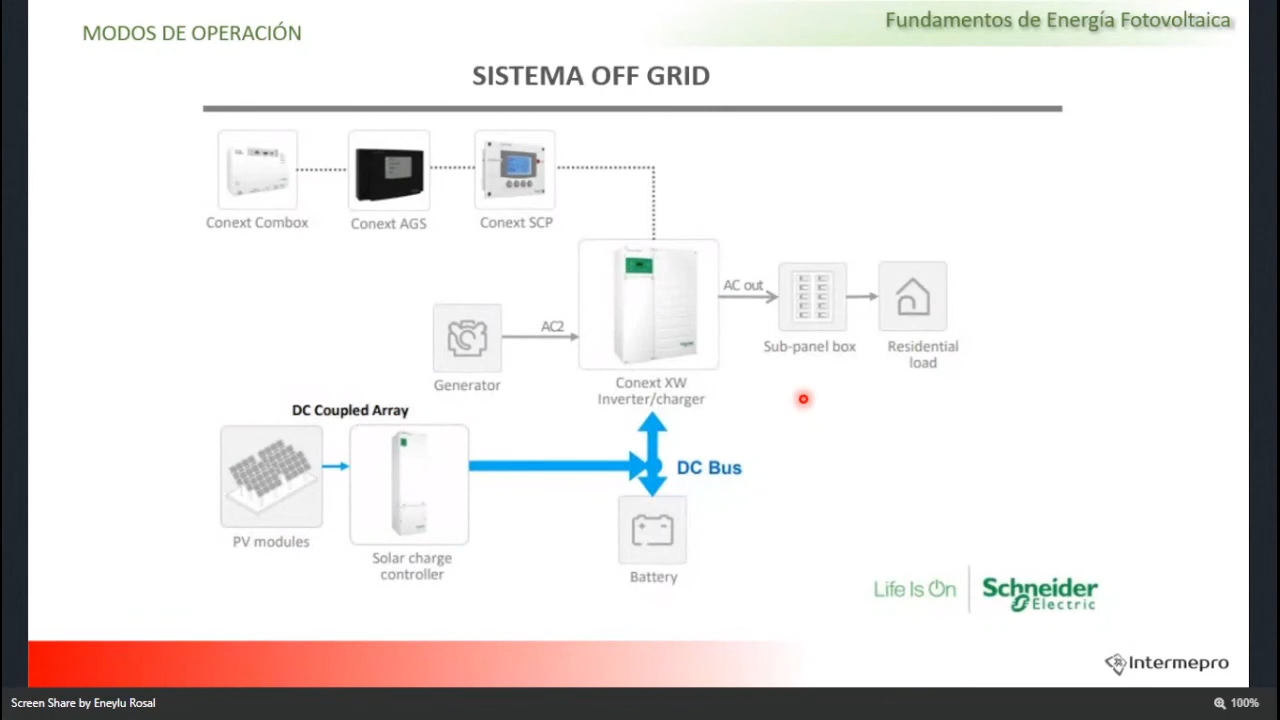 MODOS DE OPERACIÓN
Fundamentos de Energía Fotovoltaica
SISTEMA OFF GRID
Conext Combox
Conext AGS
Conext SCP
AC out
AC2
Sub-panel box
Residential
load
Generator
Conext XW
Inverter/charger
DC Coupled Array
DC Bus
PV modules
Solar charge
controller
Battery
Life Is On
Schneider
Electric
Intermepro
Screen Share by Eneylu Rosal
100%